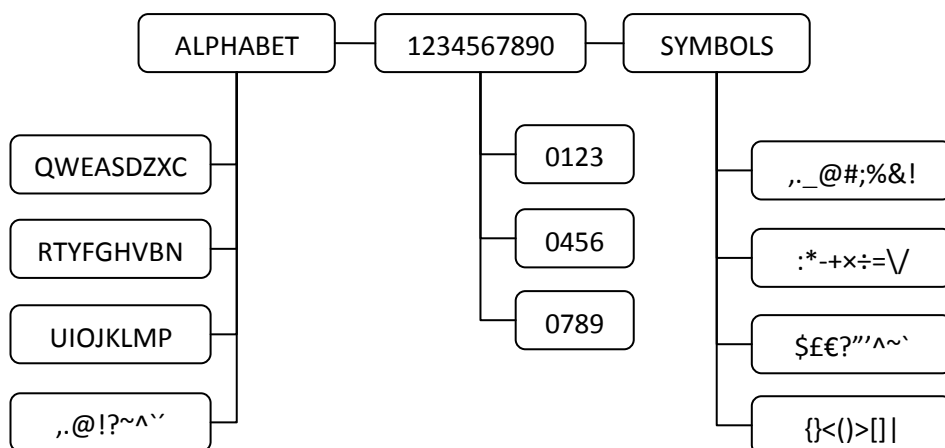 ALPHABET
1234567890
SYMBOLS
QWEASDZXC
RTYFGHVBN
UIOJKLMP
,.@!?~^`´
0123
0456
0789
,._@#;%&!
:*-+×÷=\/
$£€?”’^~`
{}<()>[]|